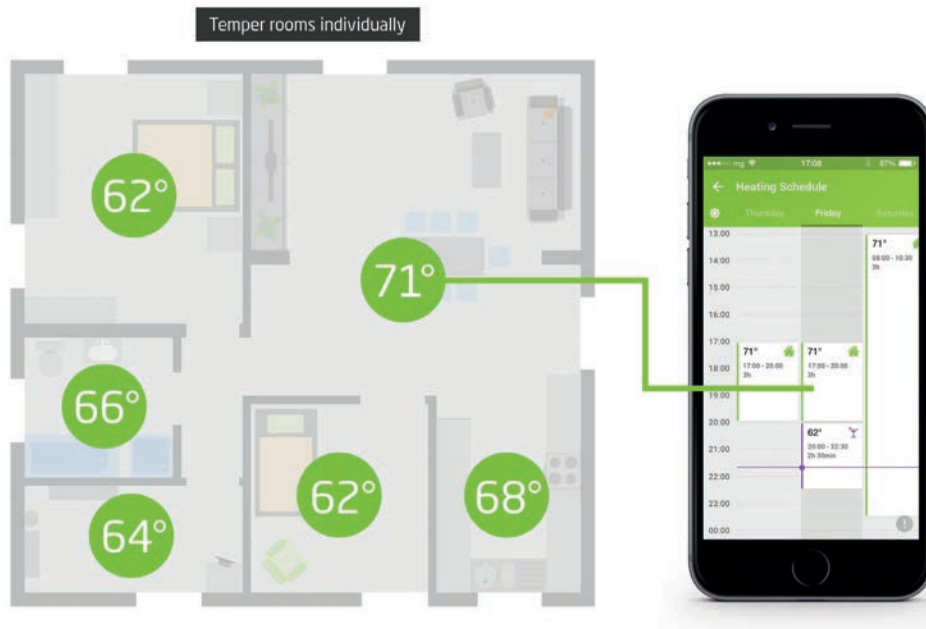 Temper rooms individually
62°
71°
66°
62°
68°
64°
mg
17:08
87%
Heating Schedule
Thursday
Friday
Saturday
13.00
14:00
15:00
16:00
17.00
18:00
19.00
20:00
21:00
22:00
23:00
00:00
71°
17:00 - 20:00
3h
71°
17:00 - 20:00
3h
62°
20:00 - 22:30
2h 30min
71°
08:00 - 10:30
3h